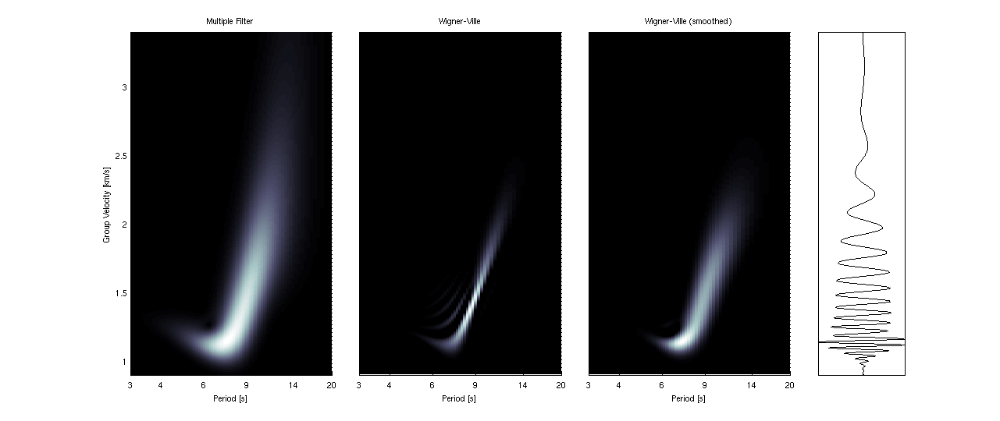 Multiple Filter
Wigner-Ville
Wigner-Ville (smoothed)
3
2.5
2
1.5
1
Group Velocity [km/s]
3 4 6 9 14 20
3 4 6 9 14 20
3 4 6 9 14 20
Period [s]
Period [s]
Period [s]